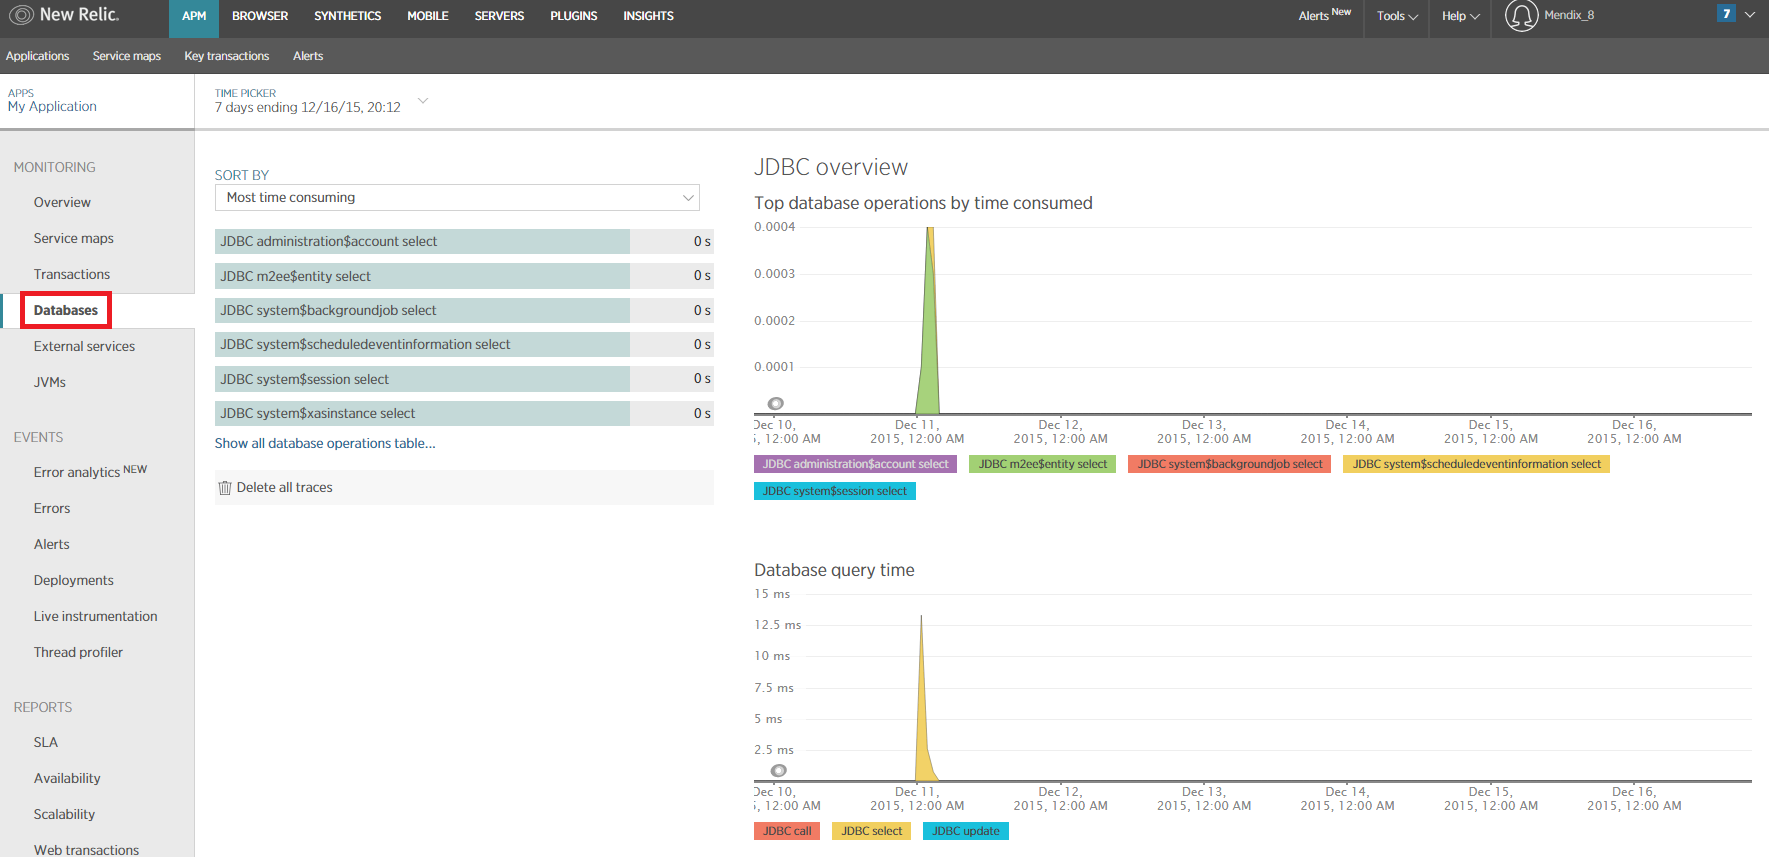 New Relic. APM BROWSER SYNTHETICS MOBILE SERVERS PLUGINS INSIGHTS Alerts New Tools Help Mendix_8 7
Applications Service maps Key transactions Alerts
APPS
My Application
TIME PICKER
7 days ending 12/16/15, 20:12
MONITORING
Overview
Service maps
Transactions
Databases
External services
JVMs
EVENTS
Error analytics NEW
Errors
Alerts
Deployments
Live instrumentation
Thread profiler
REPORTS
SLA
Availability
Scalability
Web transactions
SORT BY
Most time consuming
JDBC administration$account select 0 s
JDBC m2ee$entity select 0 s
JDBC system$backgroundjob select 0 s
JDBC system$scheduledeventinformation select 0 s
JDBC system$session select 0 s
JDBC system$xasinstance select 0 s
Show all database operations table...
Delete all traces
JDBC overview
Top database operations by time consumed
0.0004
0.0003
0.0002
0.0001
Dec 10, Dec 11, Dec 12, Dec 13, Dec 14, Dec 15, Dec 16,
5, 12:00 AM 2015, 12:00 AM 2015, 12:00 AM 2015, 12:00 AM 2015, 12:00 AM 2015, 12:00 AM 2015, 12:00 AM
JDBC administration$account select JDBC m2ee$entity select JDBC system$backgroundjob select JDBC system$scheduledeventinformation select
JDBC system$session select
Database query time
15 ms
12.5 ms
10 ms
7.5 ms
5 ms
2.5 ms
Dec 10, Dec 11, Dec 12, Dec 13, Dec 14, Dec 15, Dec 16,
5, 12:00 AM 2015, 12:00 AM 2015, 12:00 AM 2015, 12:00 AM 2015, 12:00 AM 2015, 12:00 AM 2015, 12:00 AM
JDBC call JDBC select JDBC update